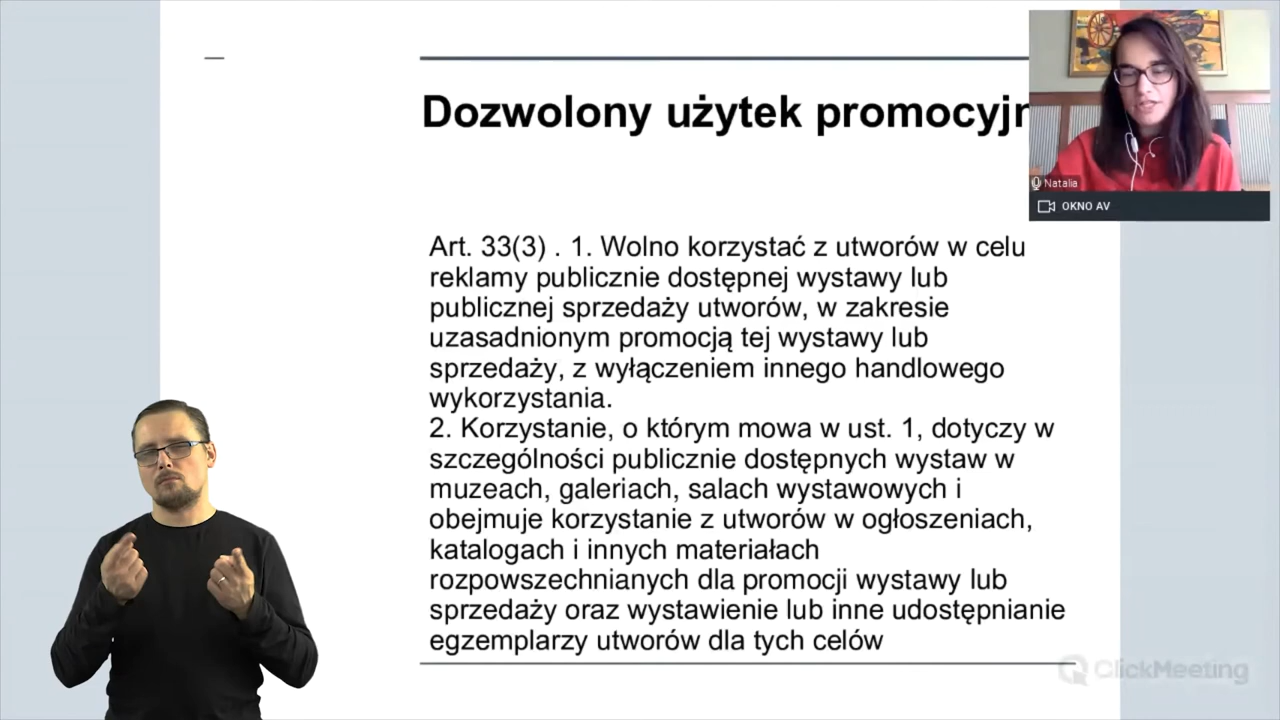 Dozwolony użytek promocyjn
Natalia
OKNO AV
Art. 33(3) . 1. Wolno korzystać z utworów w celu
reklamy publicznie dostępnej wystawy lub
publicznej sprzedaży utworów, w zakresie
uzasadnionym promocją tej wystawy lub
sprzedaży, z wyłączeniem innego handlowego
wykorzystania.
2. Korzystanie, o którym mowa w ust. 1, dotyczy w
szczególności publicznie dostępnych wystaw w
muzeach, galeriach, salach wystawowych i
obejmuje korzystanie z utworów w ogłoszeniach,
katalogach i innych materiałach
rozpowszechnianych dla promocji wystawy lub
sprzedaży oraz wystawienie lub inne udostępnianie
egzemplarzy utworów dla tych celów
ClickMeeting